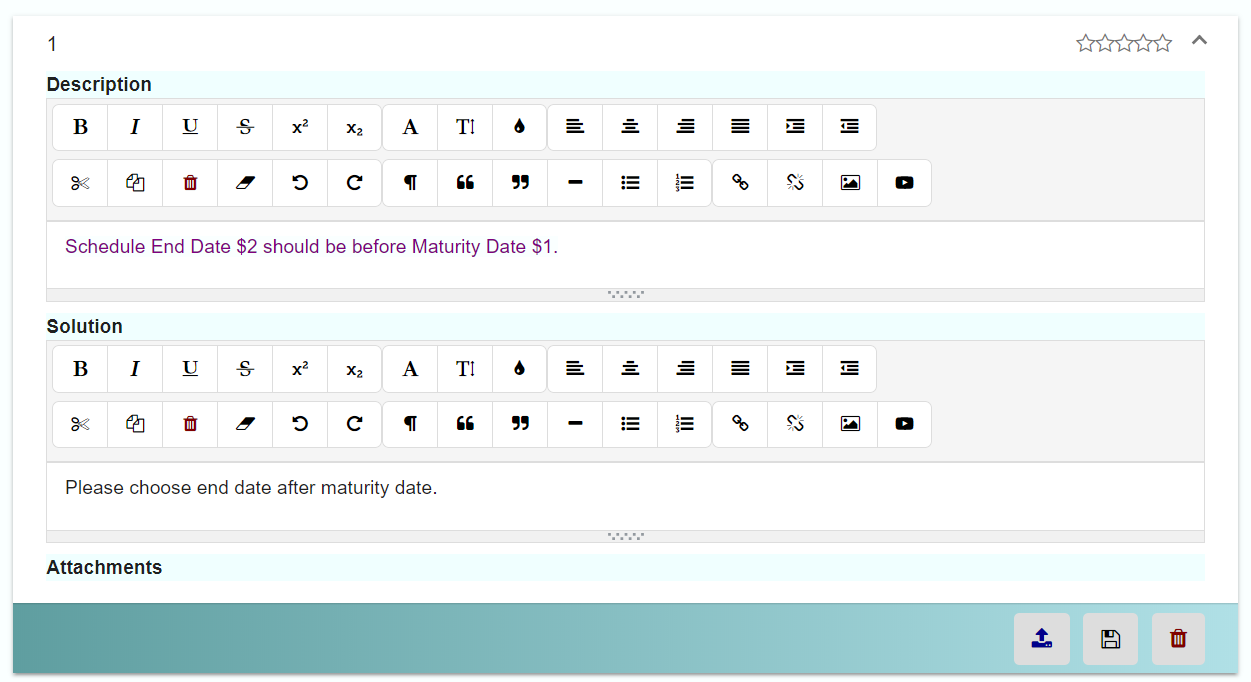 1
Description
B I U S x² x₂ A T
Schedule End Date $2 should be before Maturity Date $1.
Solution
B I U S x² x₂ A T
Please choose end date after maturity date.
Attachments